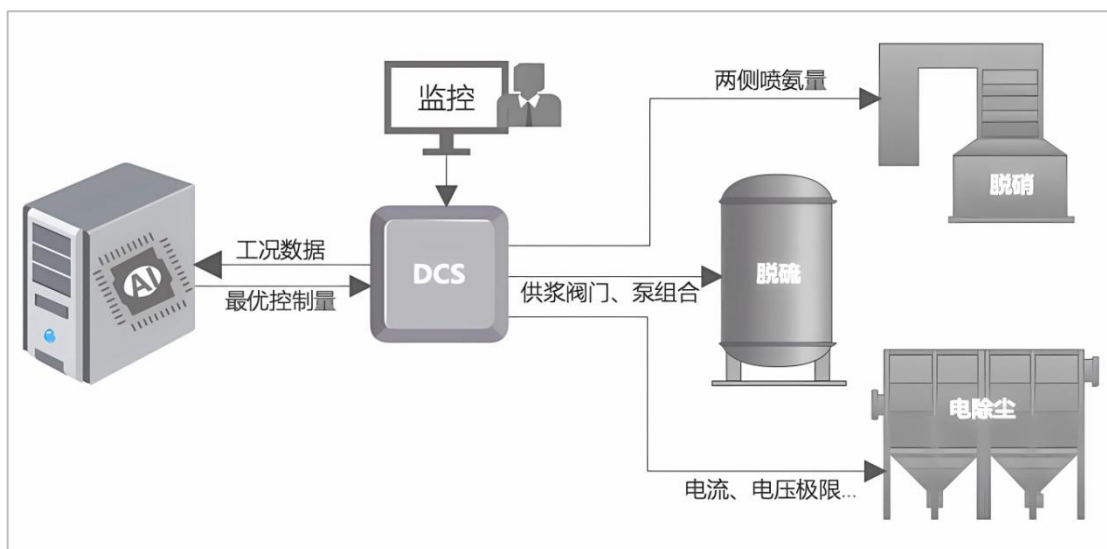 监控
两侧喷氨量
脱硝
工况数据
AI
DCS
脱硫
最优控制量
供浆阀门、泵组合
电除尘
电流、电压极限...